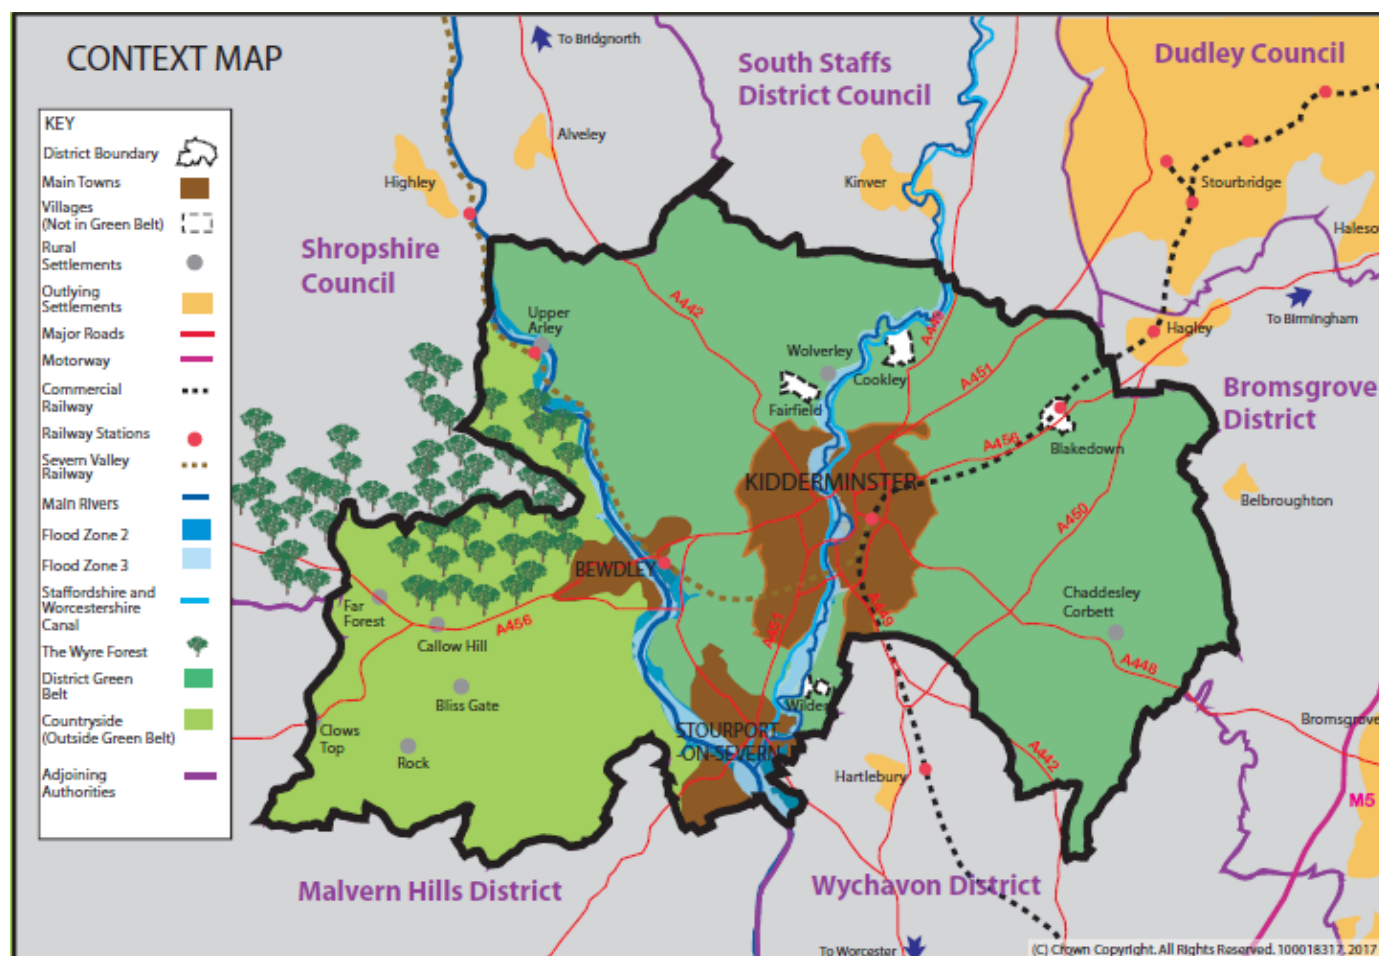 CONTEXT MAP
KEY
District Boundary
Main Towns
Villages
(Not in Green Belt)
Rural
Settlements
Outlying
Settlements
Major Roads
Motorway
Commercial
Railway
Railway Stations
Severn Valley
Railway
Main Rivers
Flood Zone 2
Flood Zone 3
Staffordshire and
Worcestershire
Canal
The Wyre Forest
District Green
Belt
Countryside
(Outside Green Belt)
Adjoining
Authorities
To Bridgnorth
South Staffs
District Council
Dudley Council
Alveley
Highley
Kinver
Stourbridge
Haleso
Shropshire
Council
A442
Upper
Arley
Wolverley
Cookley
Fairfield
A449
A451
A456
Hagley
To Birmingham
Bromsgrove
District
Blakedown
Belbroughton
KIDDERMINSTER
A450
BEWDLEY
Far
Forest
A456
Callow Hill
A451
A449
Chaddesley
Corbett
A448
Bliss Gate
Wilden
Clows
Top
Rock
STOURPORT
-ON-SEVERN
Hartlebury
A442
Bromsgrove
M5
Malvern Hills District
Wychavon District
To Worcester
(C) Crown Copyright. All Rights Reserved. 100018317. 2017